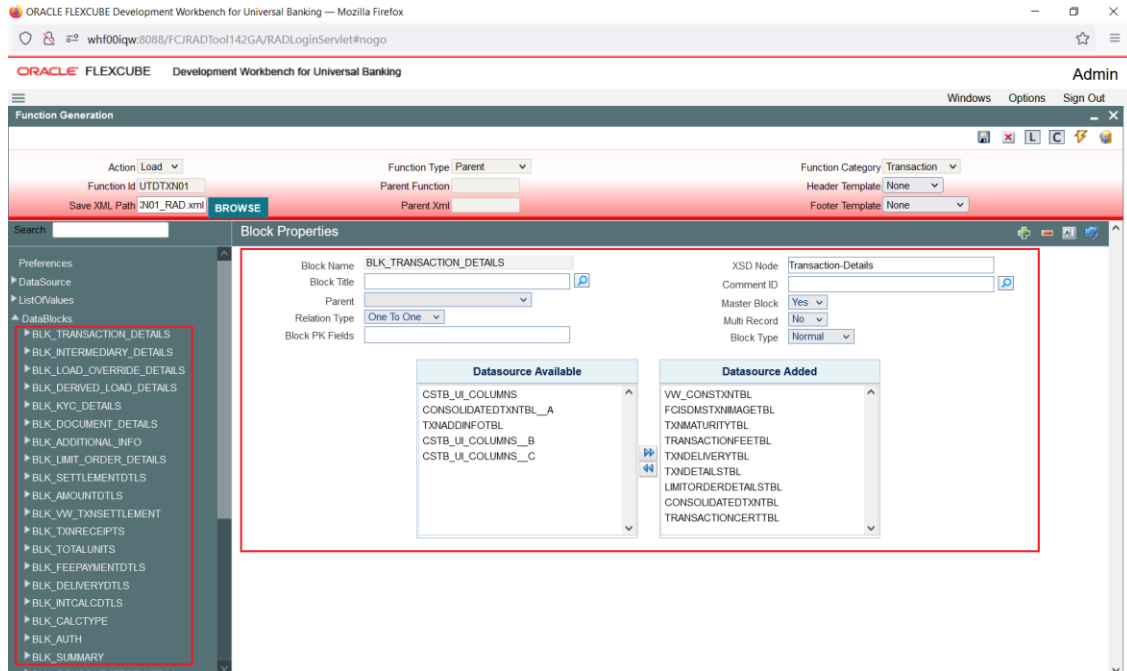 ORACLE FLEXCUBE Development Workbench for Universal Banking — Mozilla Firefox
whf00iqw:8088/FCJRADTool142GA/RADLoginServlet#nogo
ORACLE FLEXCUBE Development Workbench for Universal Banking
Admin
Windows Options Sign Out
Function Generation
L C
Action Load Function Type Parent Function Category Transaction
Function Id UTDTXN01 Parent Function Header Template None
Save XML Path XN01_RAD.xml BROWSE Parent Xml Footer Template None
Search
Block Properties
Preferences
DataSource
ListOfValues
DataBlocks
BLK_TRANSACTION_DETAILS
BLK_INTERMEDIARY_DETAILS
BLK_LOAD_OVERRIDE_DETAILS
BLK_DERIVED_LOAD_DETAILS
BLK_KYC_DETAILS
BLK_DOCUMENT_DETAILS
BLK_ADDITIONAL_INFO
BLK_LIMIT_ORDER_DETAILS
BLK_SETTLEMENTDTLS
BLK_AMOUNTDTLS
BLK_VW_TXNSETTLEMENT
BLK_TXNRECEIPTS
BLK_TOTALUNITS
BLK_FEEPAYMENTDTLS
BLK_DELIVERYDTLS
BLK_INTCALCDTLS
BLK_CALCTYPE
BLK_AUTH
BLK_SUMMARY
Block Name BLK_TRANSACTION_DETAILS XSD Node Transaction-Details
Block Title Comment ID
Parent Master Block Yes
Relation Type One To One Multi Record No
Block PK Fields Block Type Normal
Datasource Available
CSTB_UI_COLUMNS
CONSOLIDATEDTXNTBL__A
TXNADDINFOTBL
CSTB_UI_COLUMNS__B
CSTB_UI_COLUMNS__C
Datasource Added
VW_CONSTXNTBL
FCISDMSTXNIMAGETBL
TXNMATURITYTBL
TRANSACTIONFEETBL
TXNDELIVERYTBL
TXNDETAILSTBL
LIMITORDERDETAILSTBL
CONSOLIDATEDTXNTBL
TRANSACTIONCERTTBL